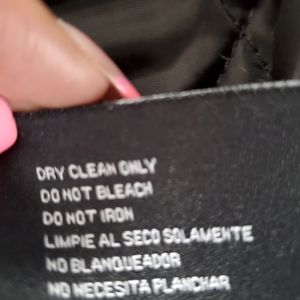 DRY CLEAN ONLY
DO NOT BLEACH
DO NOT IRON
LIMPIE AL SECO SOLAMENTE
NO BLANQUEADOR
NO NECESITA PLANCHAR